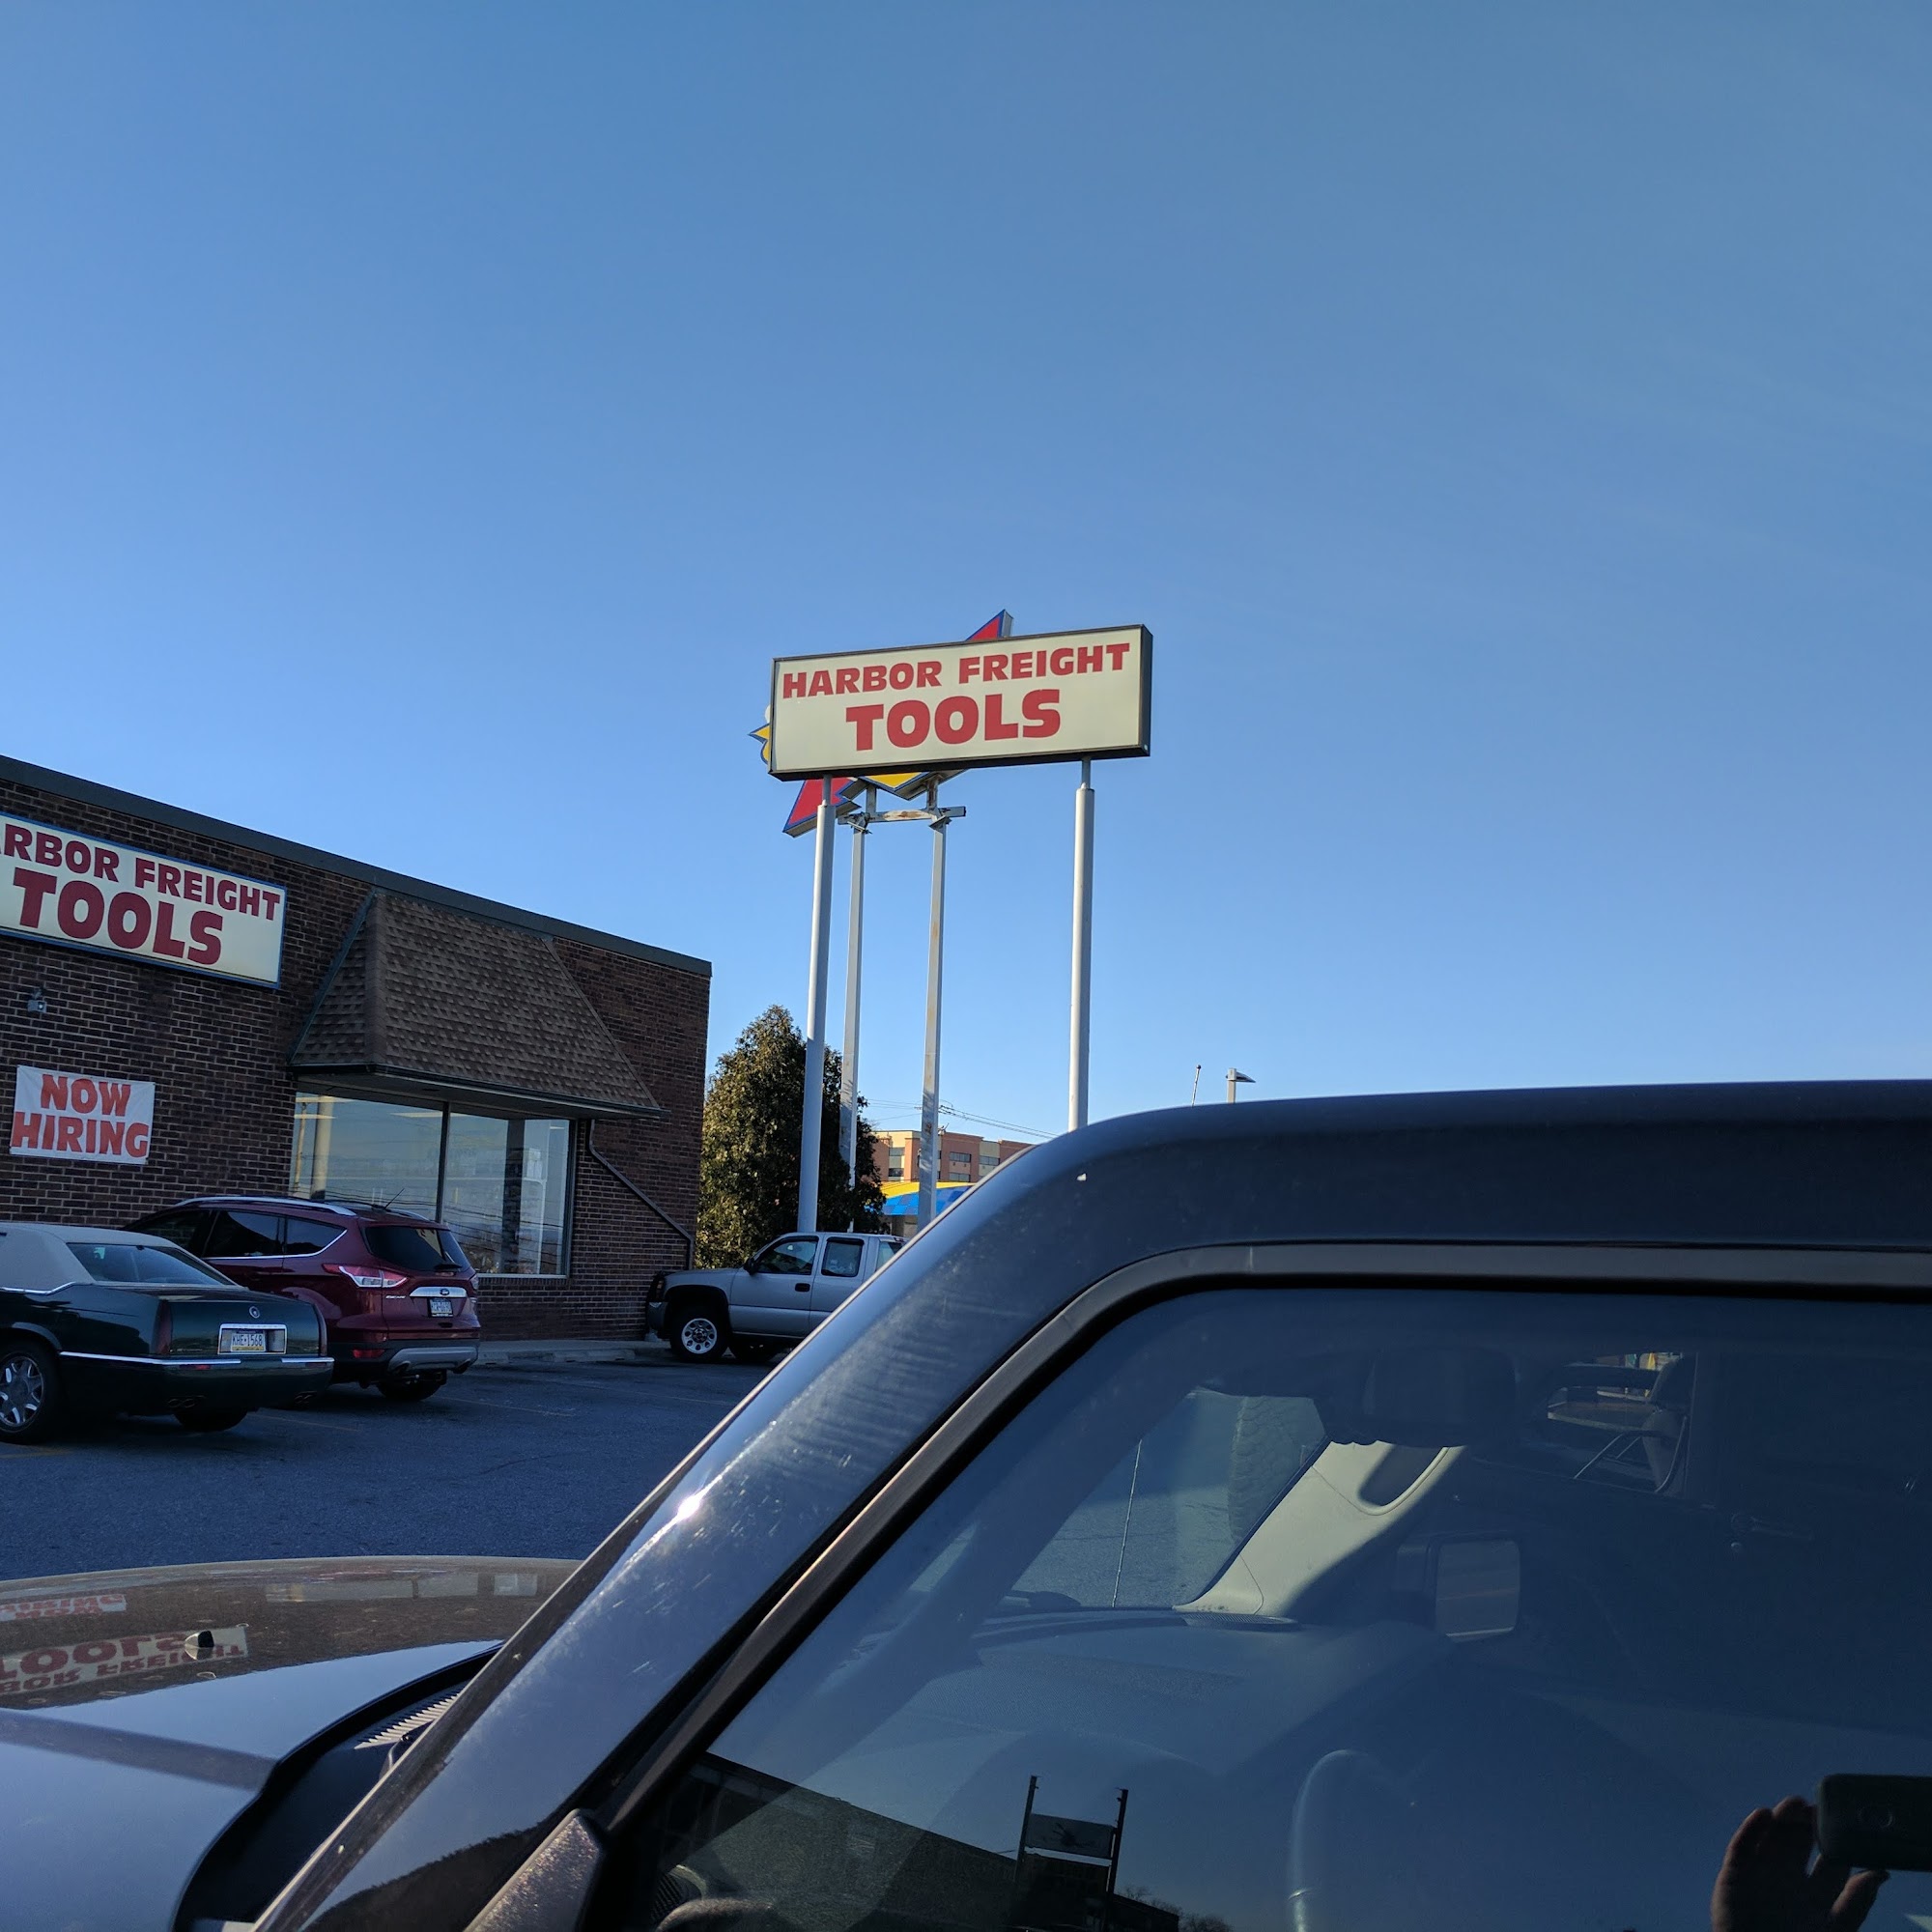 HARBOR FREIGHT
TOOLS
ARBOR FREIGHT
TOOLS
NOW
HIRING